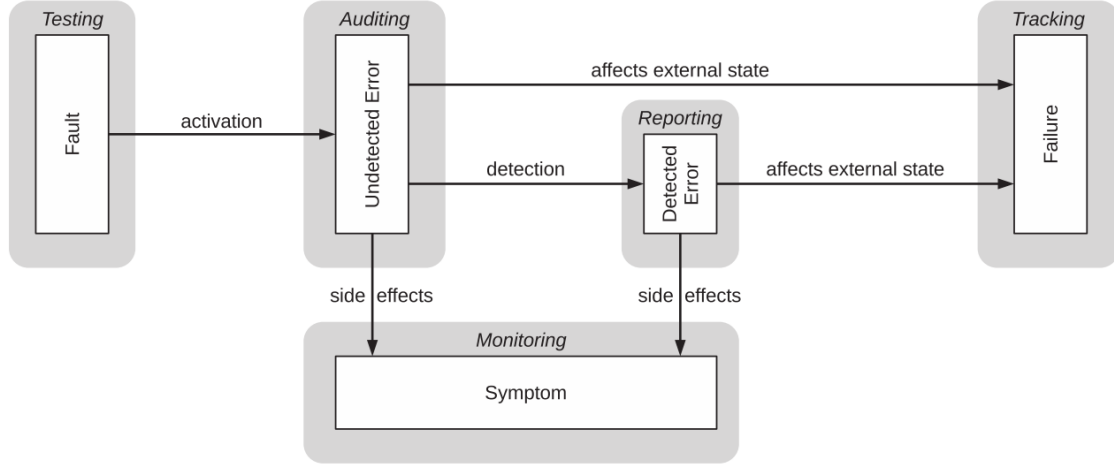 Testing
Auditing
Tracking
Fault
activation
Undetected Error
affects external state
Reporting
detection
Detected
Error
affects external state
Failure
side effects
side effects
Monitoring
Symptom